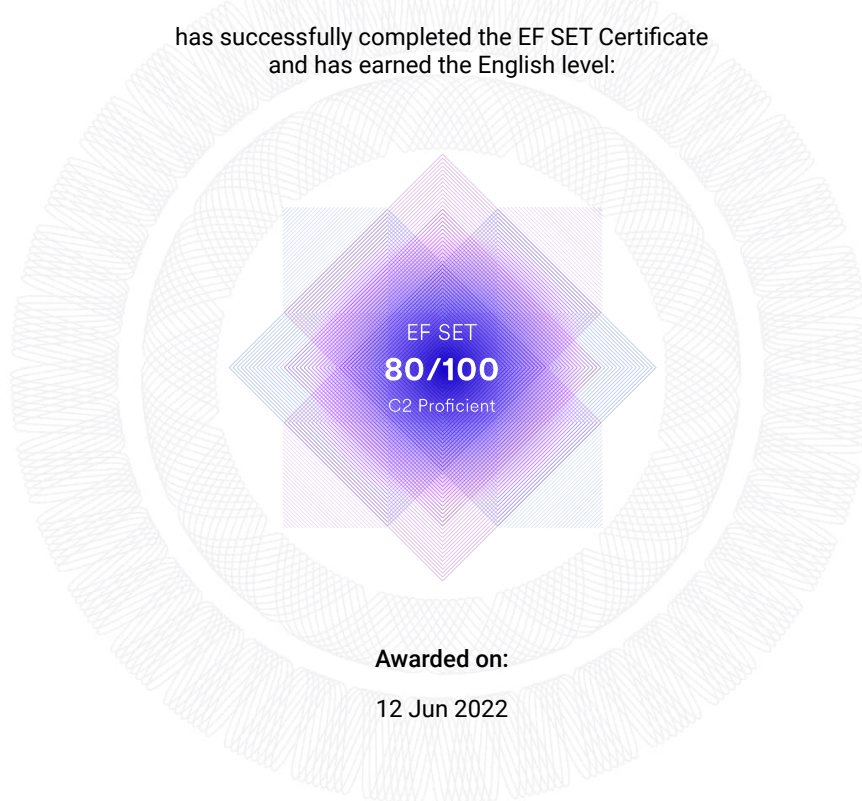 has successfully completed the EF SET Certificate
and has earned the English level:
EF SET
80/100
C2 Proficient
Awarded on:
12 Jun 2022